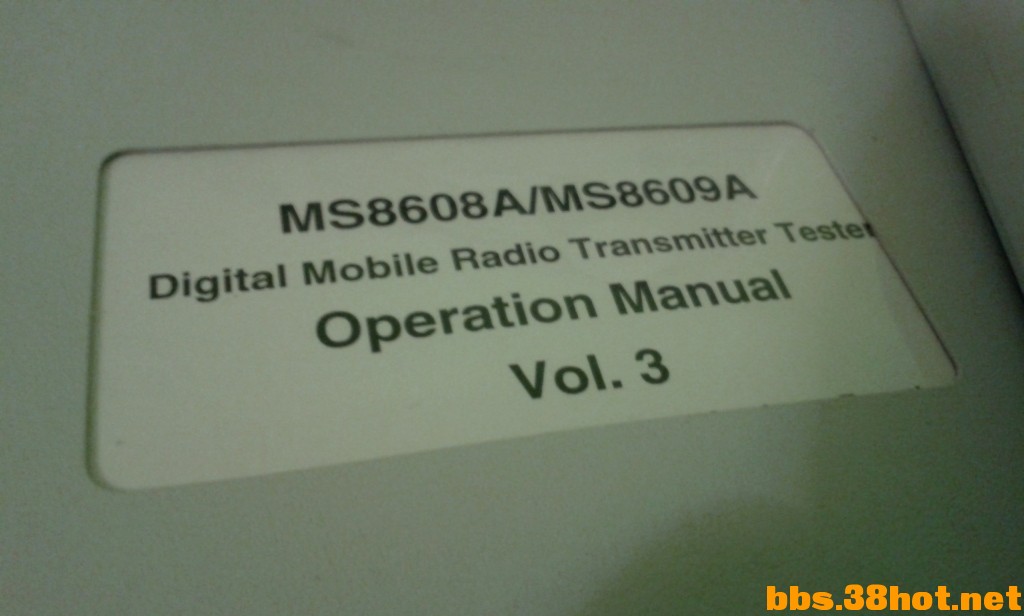 MS8608A/MS8609A
Digital Mobile Radio Transmitter Tester
Operation Manual
Vol. 3
bbs.38hot.net